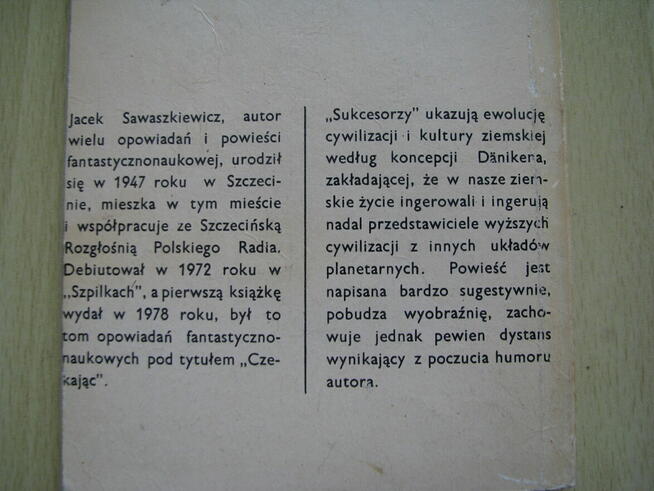 Jacek Sawaszkiewicz, autor
wielu opowiadań i powieści
fantastycznonaukowej, urodził
się w 1947 roku w Szczeci-
nie, mieszka w tym mieście
i współpracuje ze Szczecińską
Rozgłośnią Polskiego Radia.
Debiutował w 1972 roku w
„Szpilkach”, a pierwszą książkę
wydał w 1978 roku, był to
tom opowiadań fantastyczno-
naukowych pod tytułem „Cze-
kając”.
„Sukcesorzy” ukazują ewolucję
cywilizacji i kultury ziemskiej
według koncepcji Dänikera,
zakładającej, że w nasze ziem-
skie życie ingerowali i ingerują
nadal przedstawiciele wyższych
cywilizacji z innych układów
planetarnych. Powieść jest
napisana bardzo sugestywnie,
pobudza wyobraźnię, zacho-
wuje jednak pewien dystans
wynikający z poczucia humoru
autora.